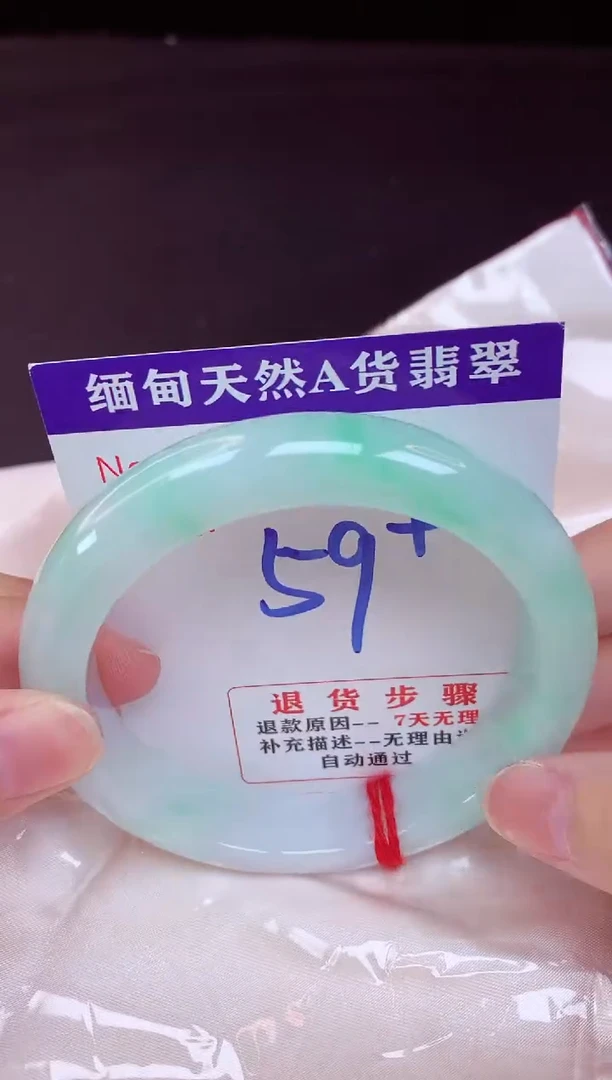 缅甸天然A货翡翠
No
59+
退货步骤
退款原因--7天无理
补充描述--无理由
自动通过